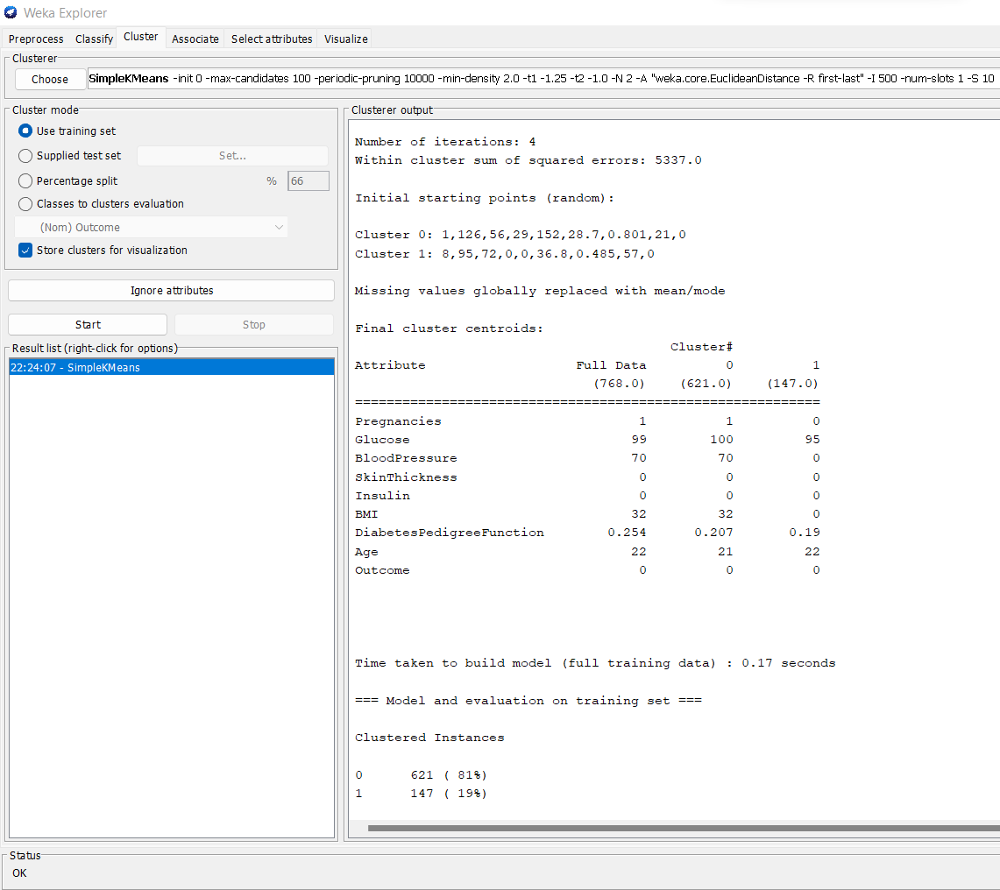 Weka Explorer
Preprocess Classify Cluster Associate Select attributes Visualize
Clusterer
Choose SimpleKMeans -init 0 -max-candidates 100 -periodic-pruning 10000 -min-density 2.0 -t1 -1.25 -t2 -1.0 -N 2 -A "weka.core.EuclideanDistance -R first-last" -I 500 -num-slots 1 -S 10
Cluster mode
Use training set
Supplied test set Set...
Percentage split % 66
Classes to clusters evaluation
(Nom) Outcome
Store clusters for visualization
Ignore attributes
Start Stop
Result list (right-click for options)
22:24:07 - SimpleKMeans
Clusterer output
Number of iterations: 4
Within cluster sum of squared errors: 5337.0
Initial starting points (random):
Cluster 0: 1,126,56,29,152,28.7,0.801,21,0
Cluster 1: 8,95,72,0,0,36.8,0.485,57,0
Missing values globally replaced with mean/mode
Final cluster centroids:
Cluster#
Attribute Full Data 0 1
(768.0) (621.0) (147.0)
============================================================
Pregnancies 1 1 0
Glucose 99 100 95
BloodPressure 70 70 0
SkinThickness 0 0 0
Insulin 0 0 0
BMI 32 32 0
DiabetesPedigreeFunction 0.254 0.207 0.19
Age 22 21 22
Outcome 0 0 0
Time taken to build model (full training data) : 0.17 seconds
=== Model and evaluation on training set ===
Clustered Instances
0 621 ( 81%)
1 147 ( 19%)
Status
OK